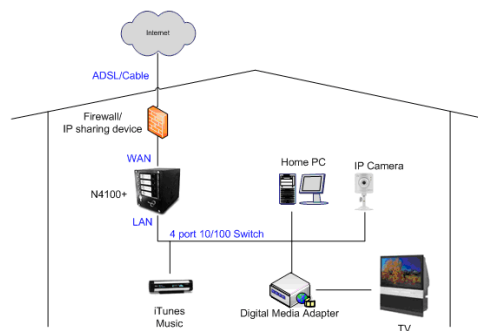 Internet
ADSL/Cable
Firewall/
IP sharing device
WAN
Home PC
IP Camera
N4100+
LAN
4 port 10/100 Switch
iTunes
Music
Digital Media Adapter
TV